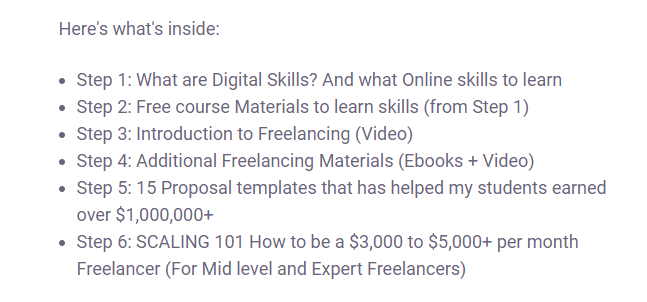 Here's what's inside:
• Step 1: What are Digital Skills? And what Online skills to learn
• Step 2: Free course Materials to learn skills (from Step 1)
• Step 3: Introduction to Freelancing (Video)
• Step 4: Additional Freelancing Materials (Ebooks + Video)
• Step 5: 15 Proposal templates that has helped my students earned
over $1,000,000+
• Step 6: SCALING 101 How to be a $3,000 to $5,000+ per month
Freelancer (For Mid level and Expert Freelancers)